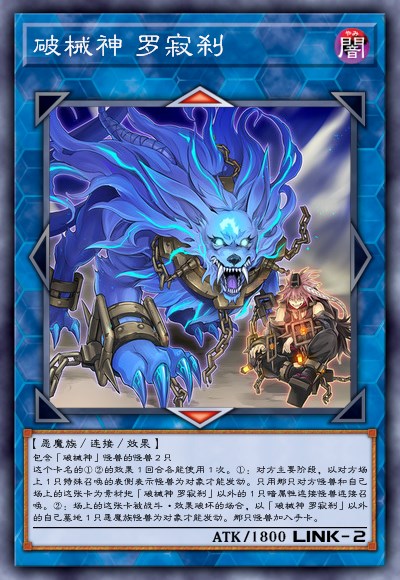 破械神 罗寂刹
やみ
闇
【恶魔族／连接／效果】
包含「破械神」怪兽的怪兽2只
这个卡名的①②的效果1回合各能使用1次。①：对方主要阶段，以对方场
上1只特殊召唤的表侧表示怪兽为对象才能发动。只用那只对方怪兽和自己
场上的这张卡为素材把「破械神 罗寂刹」以外的1只暗属性连接怪兽连接召
唤。②：场上的这张卡被战斗·效果破坏的场合，以「破械神 罗寂刹」以外
的自己墓地1只恶魔族怪兽为对象才能发动。那只怪兽加入手卡。
ATK/1800 LINK-2